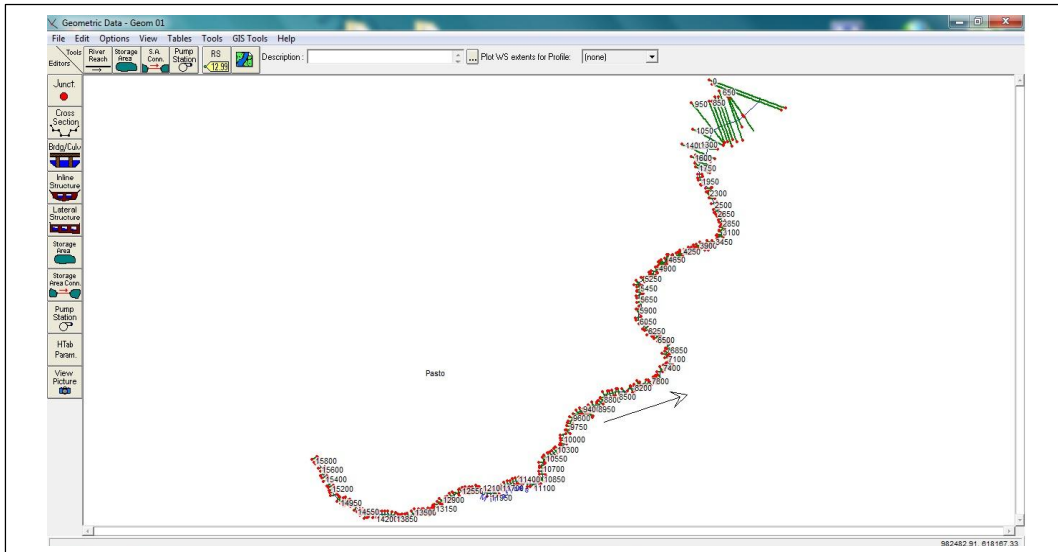 Geometric Data - Geom 01
File Edit Options View Tables Tools GIS Tools Help
Tools
Editors
River
Reach
Storage
Area
S.A.
Conn.
Pump
Station
RS
12.99
Description :
...
Plot WS extents for Profile:
(none)
Junct.
Cross
Section
Brdg/Culv
Inline
Structure
Lateral
Structure
Storage
Area
Storage
Area Conn.
Pump
Station
HTab
Param.
View
Picture
0
650
950
850
1050
1300
1600
1750
1950
2300
2500
2650
2850
3100
3450
3900
4250
4650
4900
5250
5450
5650
5900
6050
6250
6500
6850
7100
7400
7800
8200
8500
8800
8950
9600
9750
10000
10300
10550
10700
10850
11100
11400
12550
12900
13150
13500
13850
14550
14950
15200
15400
15600
15800
Pasto
982482.91, 618167.33